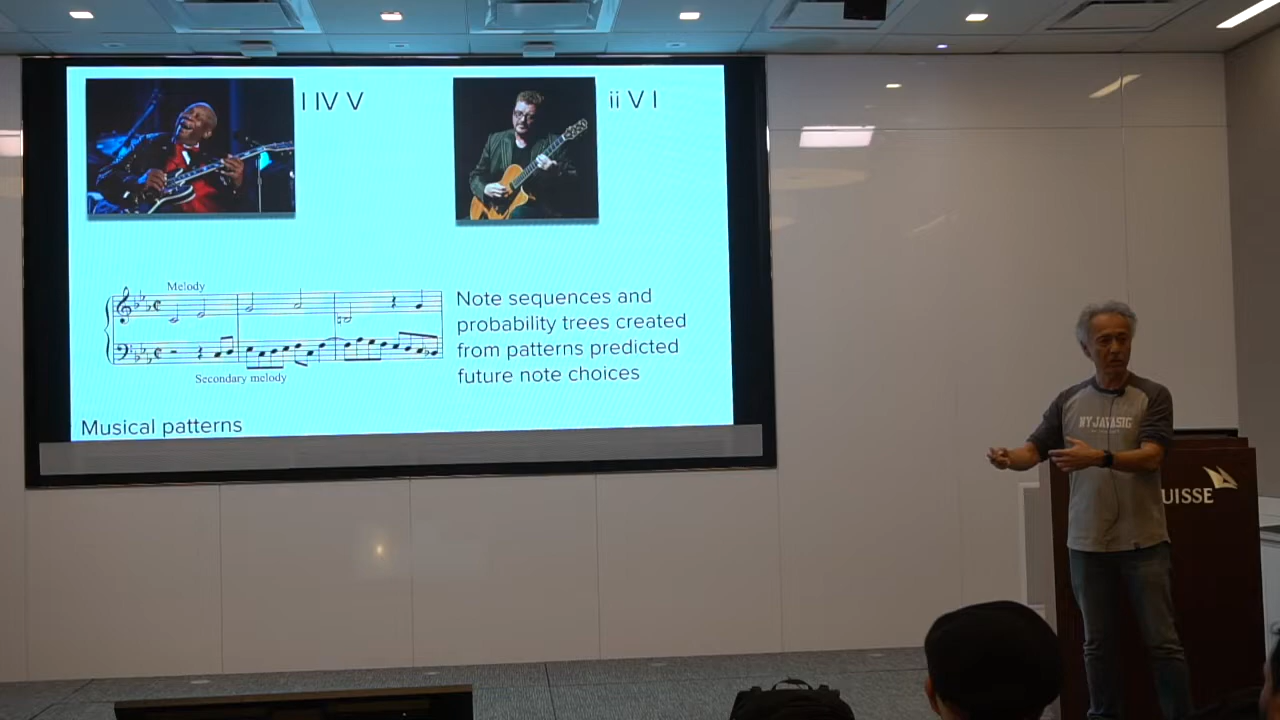 I IV V
ii V I
Melody
Secondary melody
Note sequences and
probability trees created
from patterns predicted
future note choices
Musical patterns
NYJAVASIG
UISSE